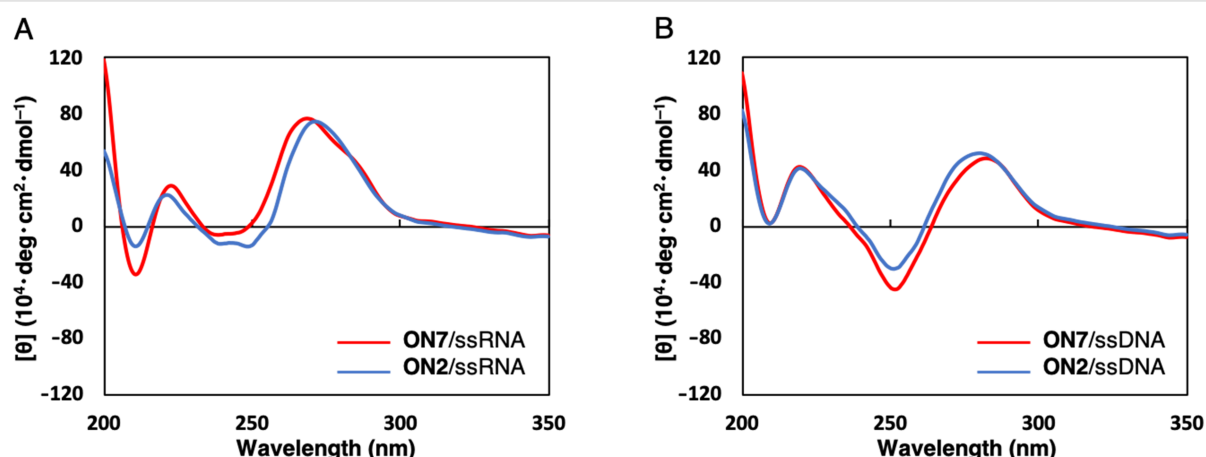 A
120
80
40
0
−40
−80
−120
[θ] (10⁴· deg · cm²· dmol⁻¹)
ON7/ssRNA
ON2/ssRNA
200
250
300
350
Wavelength (nm)
B
120
80
40
0
−40
−80
−120
[θ] (10⁴· deg · cm²· dmol⁻¹)
ON7/ssDNA
ON2/ssDNA
200
250
300
350
Wavelength (nm)